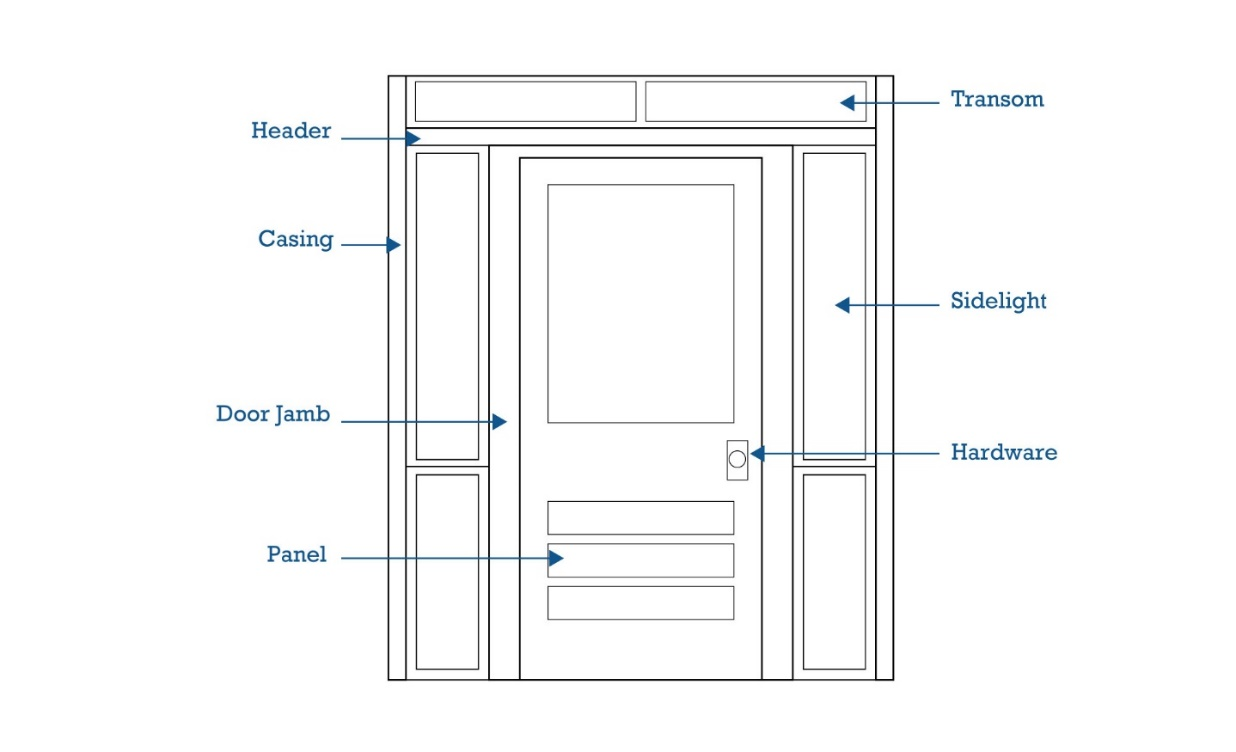 Transom
Header
Casing
Sidelight
Door Jamb
Hardware
Panel